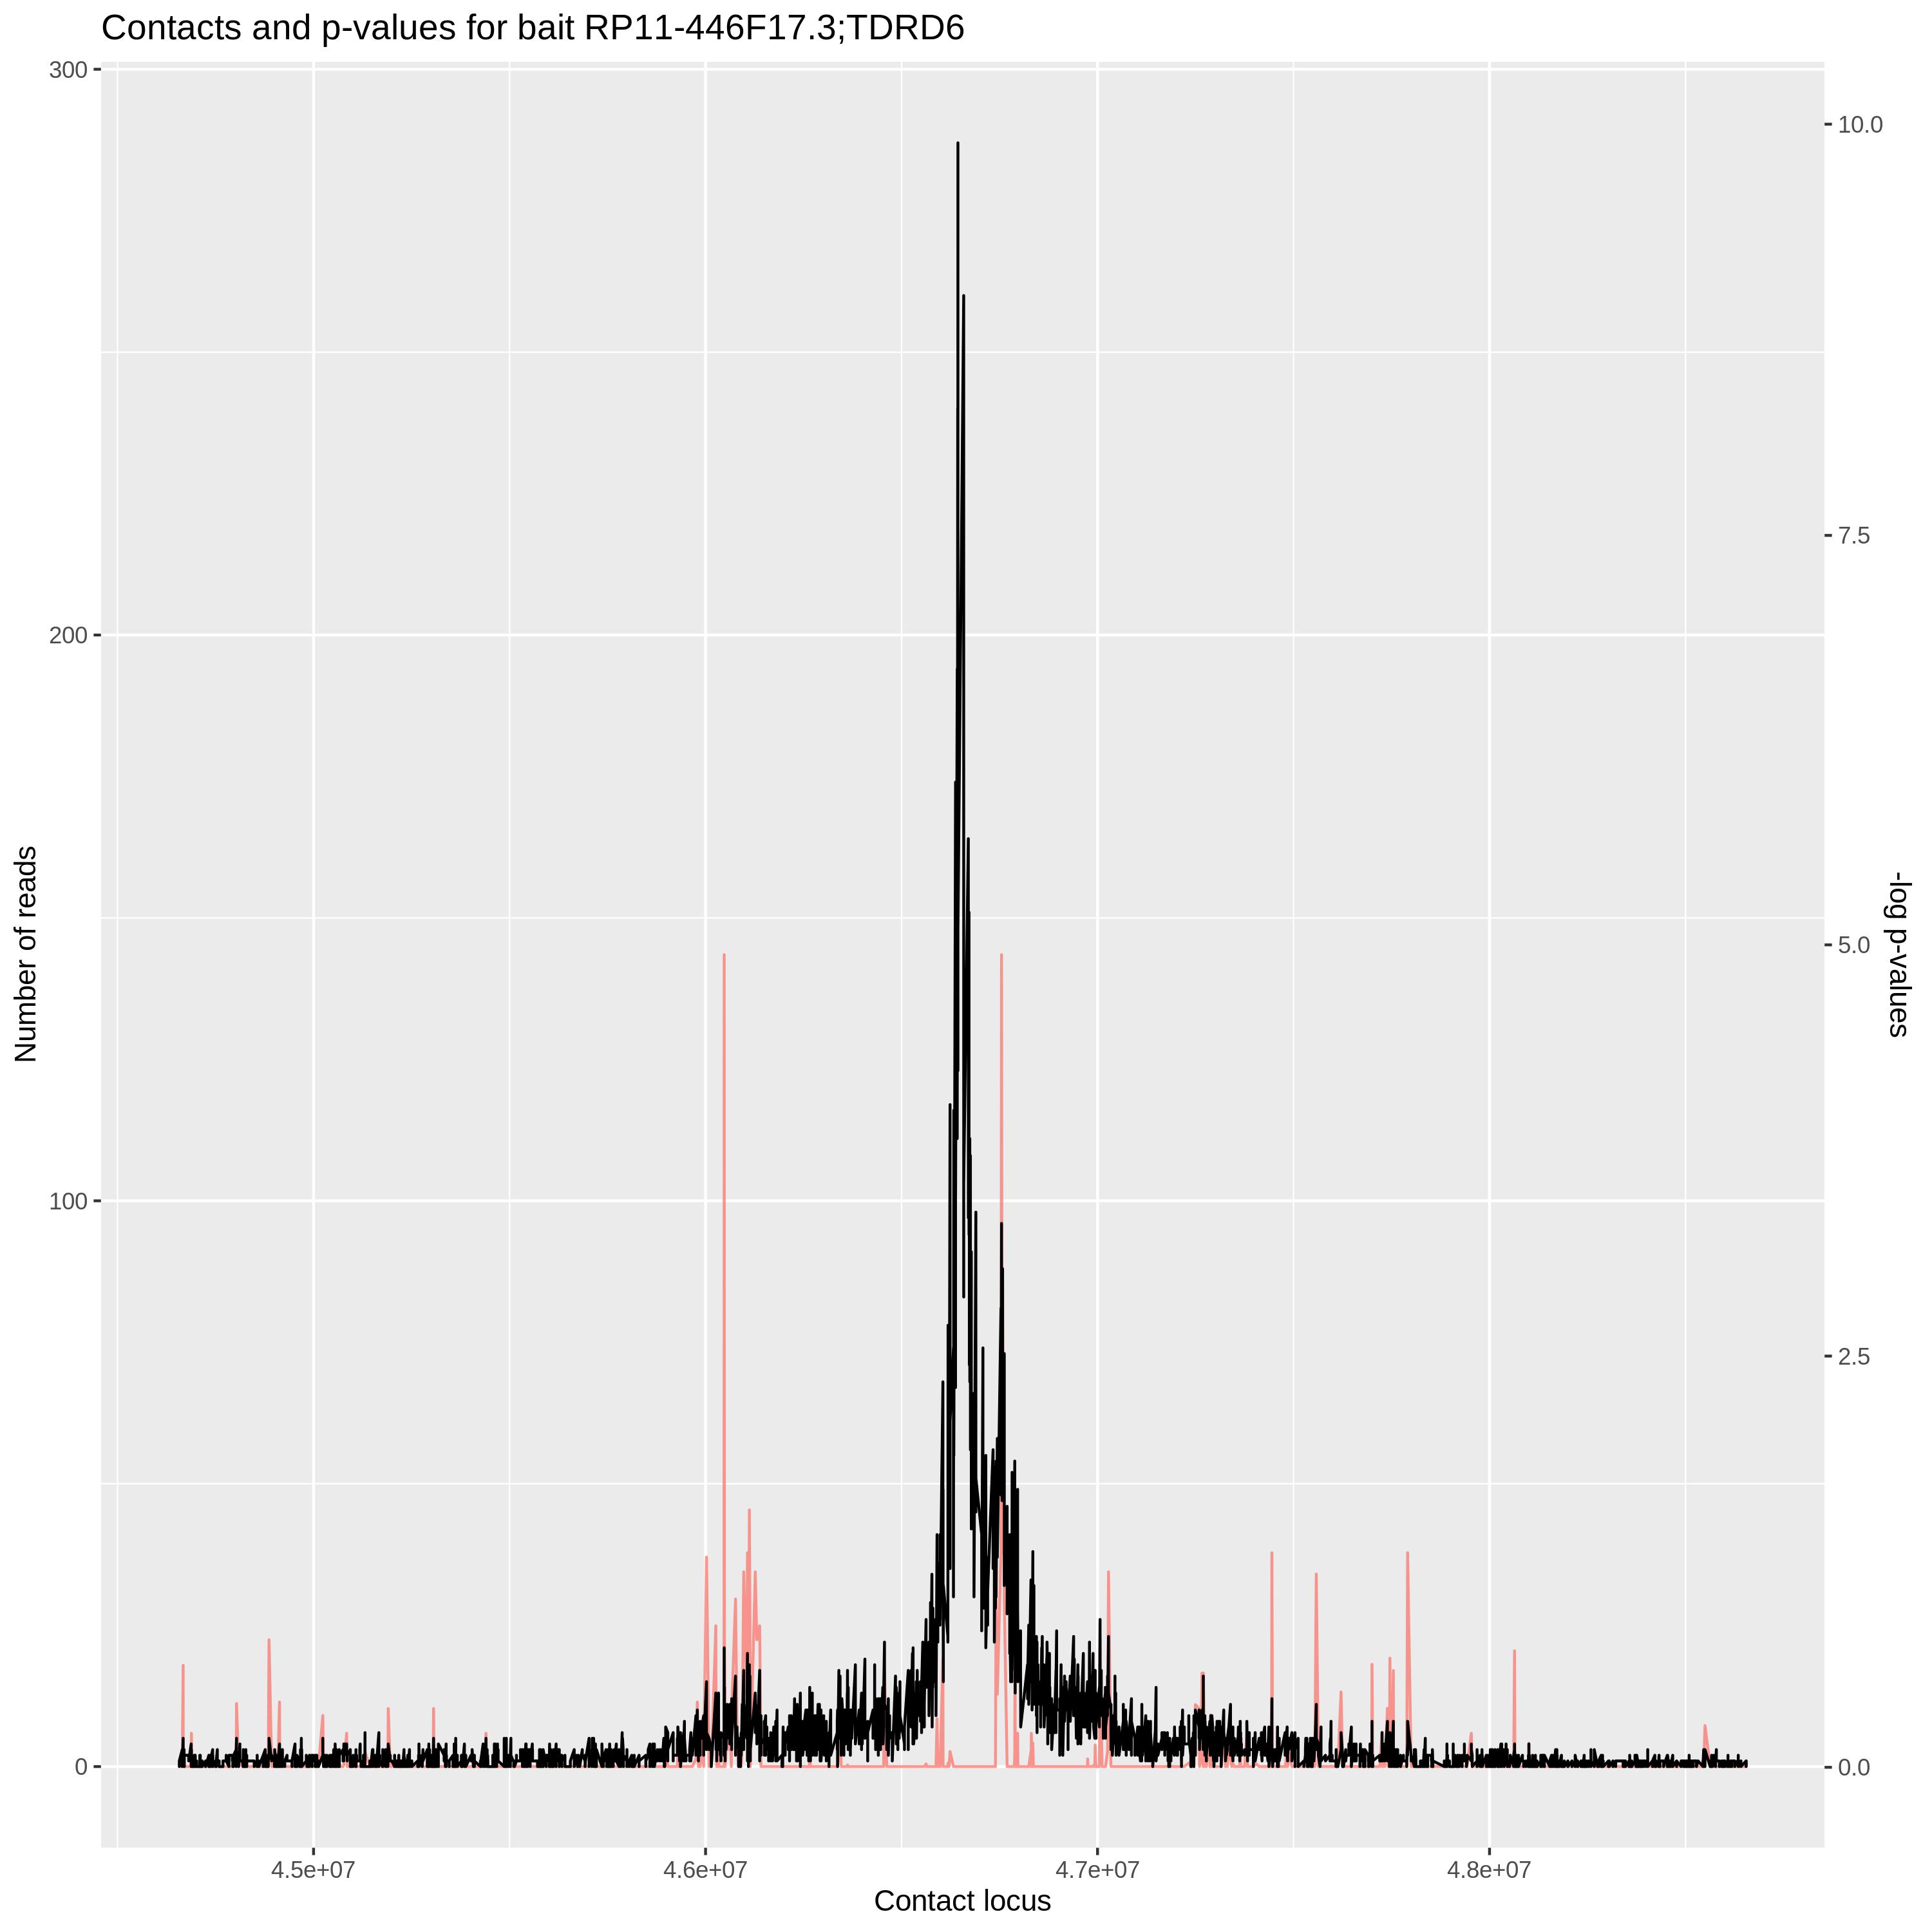 Contacts and p-values for bait RP11-446F17.3;TDRD6
300
200
100
0
Number of reads
10.0
7.5
5.0
2.5
0.0
-log p-values
4.5e+07 4.6e+07 4.7e+07 4.8e+07
Contact locus